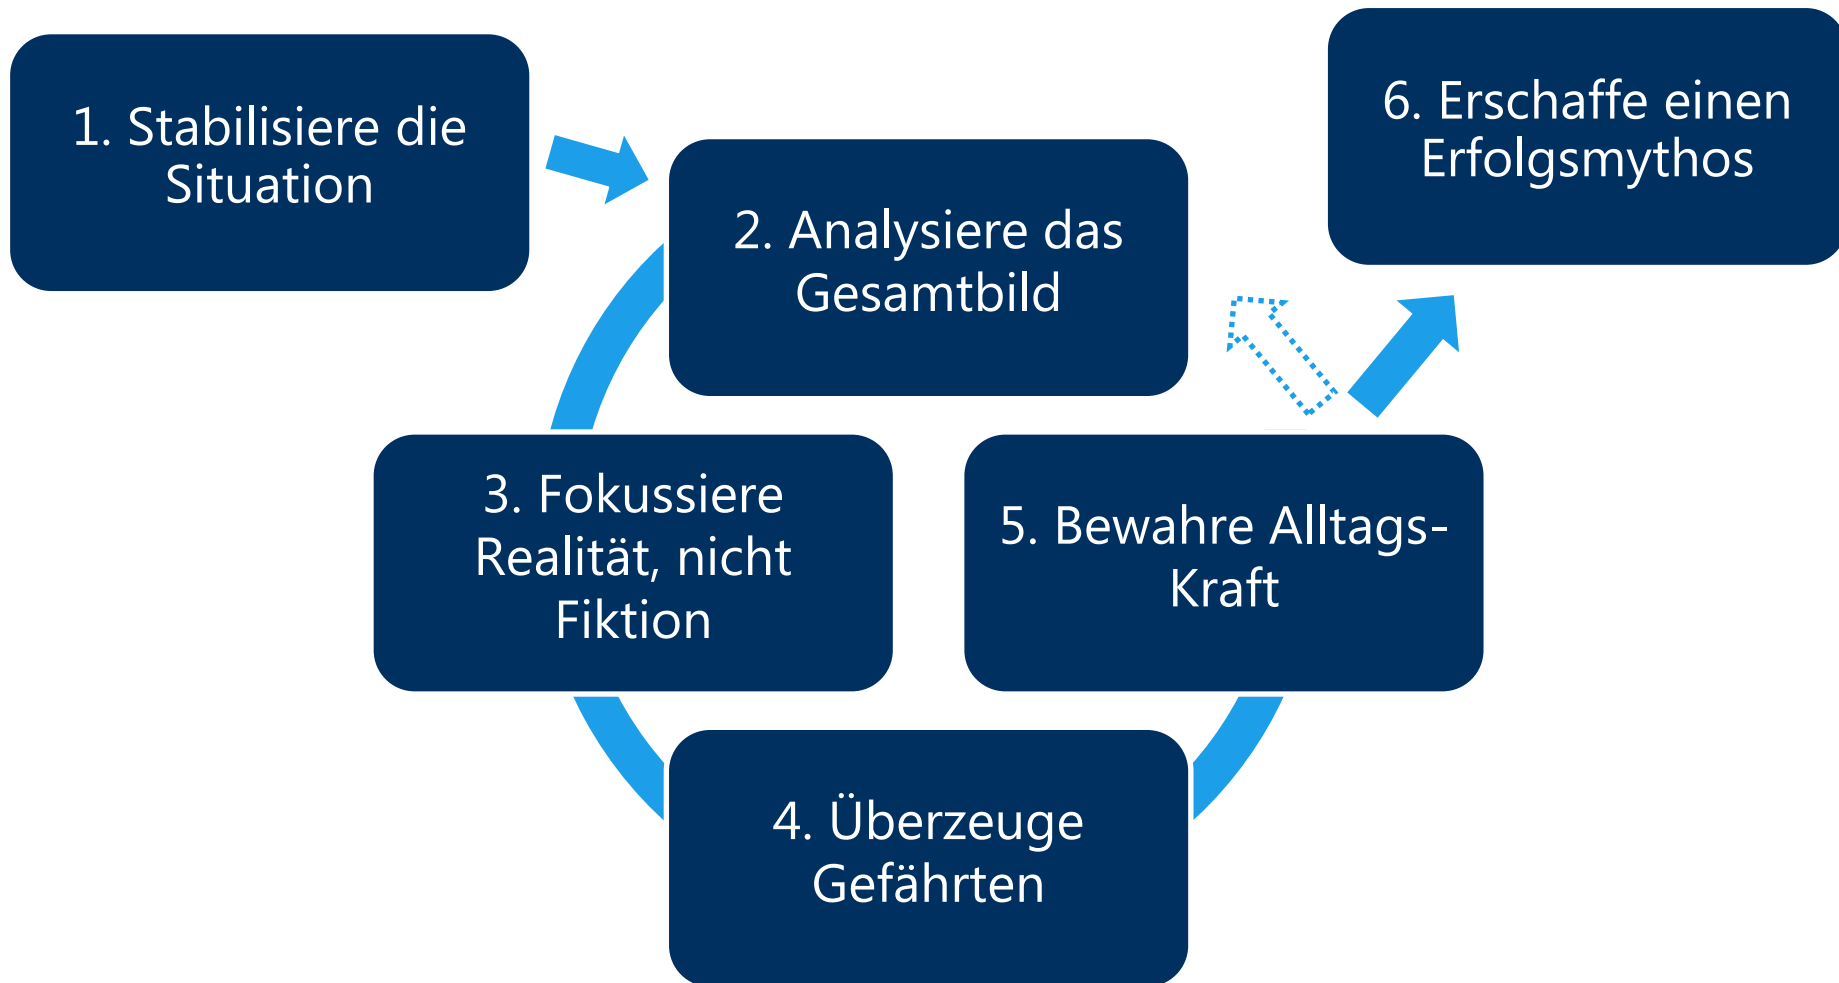 1. Stabilisiere die
Situation
2. Analysiere das
Gesamtbild
3. Fokussiere
Realität, nicht
Fiktion
4. Überzeuge
Gefährten
5. Bewahre Alltags-
Kraft
6. Erschaffe einen
Erfolgsmythos